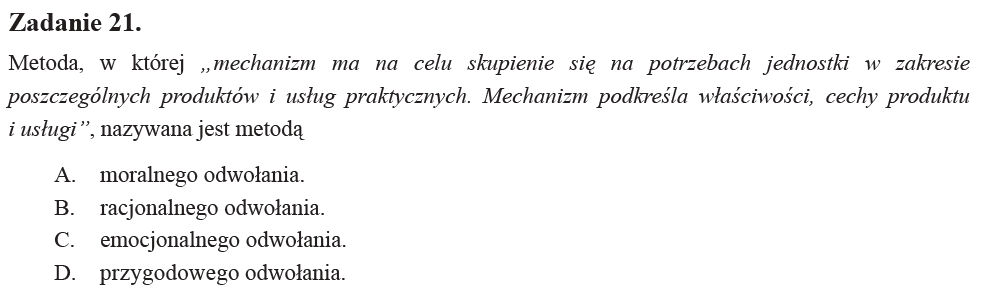 Zadanie 21.
Metoda, w której „mechanizm ma na celu skupienie się na potrzebach jednostki w zakresie
poszczególnych produktów i usług praktycznych. Mechanizm podkreśla właściwości, cechy produktu
i usługi”, nazywana jest metodą
A. moralnego odwołania.
B. racjonalnego odwołania.
C. emocjonalnego odwołania.
D. przygodowego odwołania.